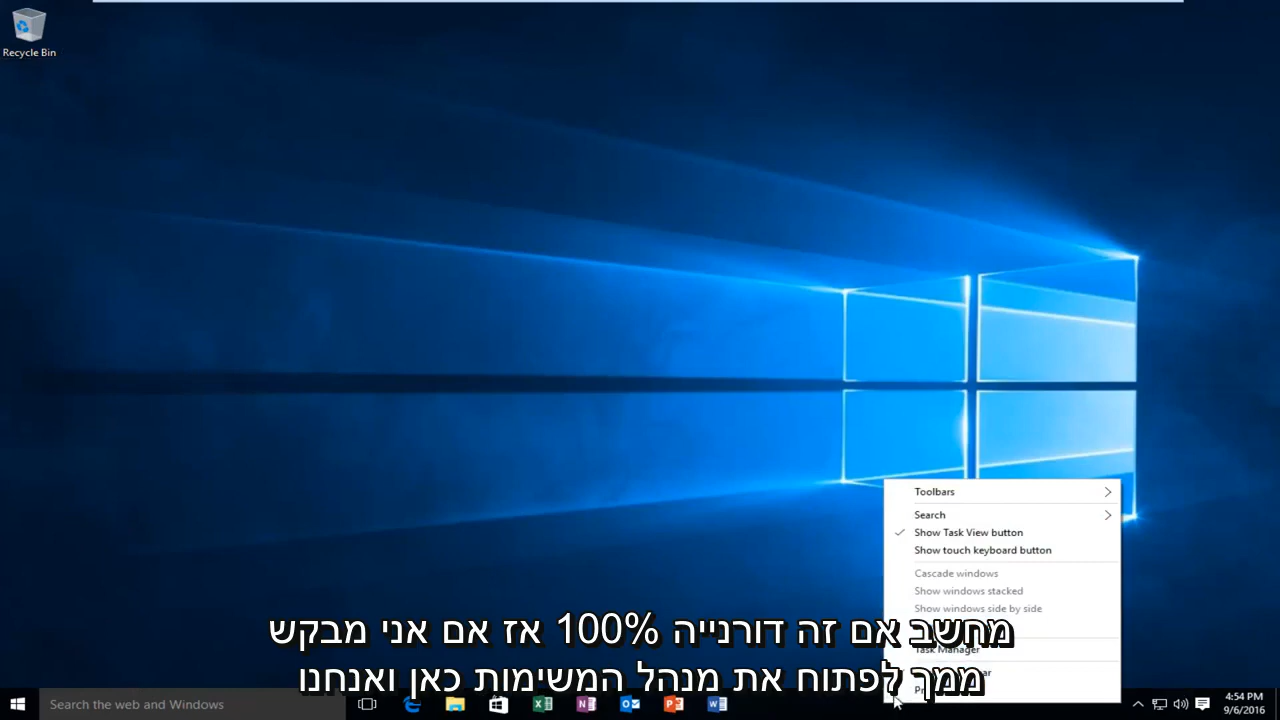 Recycle Bin
Toolbars
Search
Show Task View button
Show touch keyboard button
Cascade windows
Show windows stacked
Show windows side by side
Task Manager
מחשב אם זה דורנייה 100% אז אם אני מבקש
ממך לפתוח את מנהל המשימות כאן ואנחנו
Search the web and Windows
4:54 PM
9/6/2016